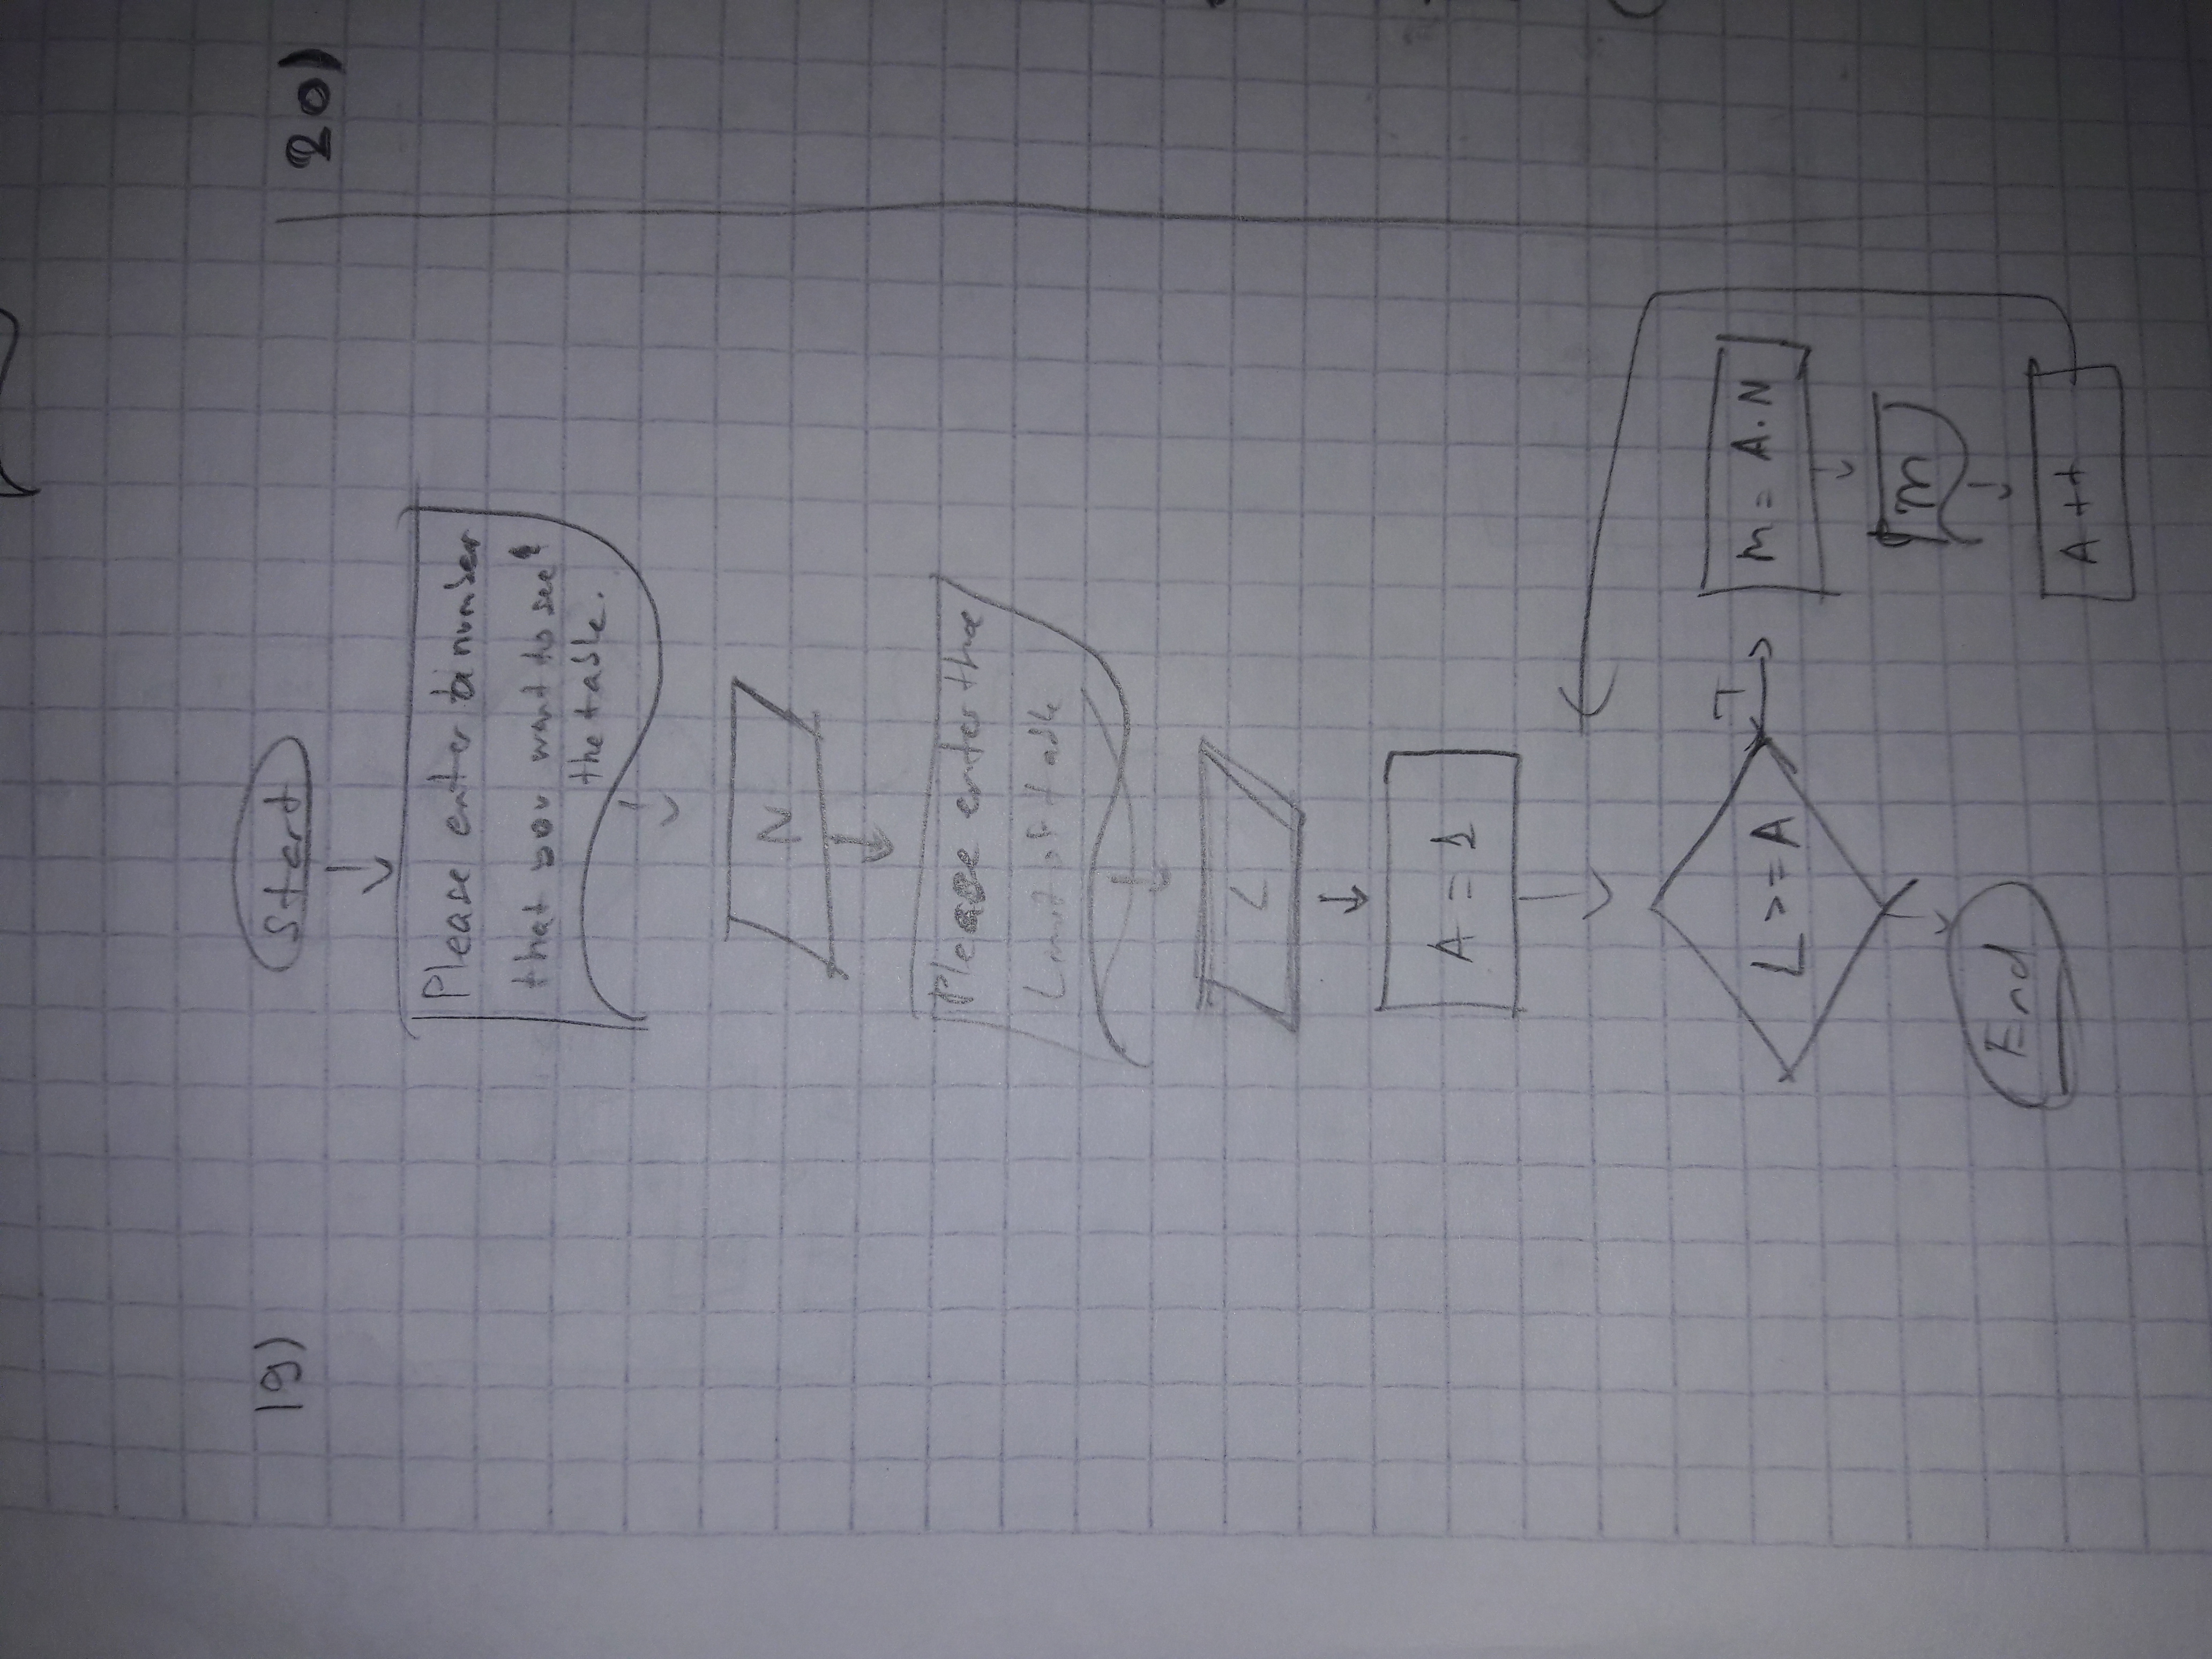 19)
20)
Start
Please enter a number
that you want to see
the table.
N
Please enter the
Limit of table
L
A = 1
L >= A
T
m = A.N
m
A++
End